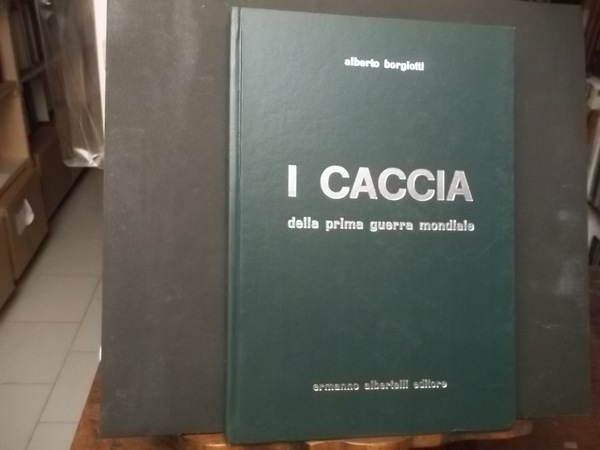 alberto borgiotti
I CACCIA
della prima guerra mondiale
ermanno albertelli editore